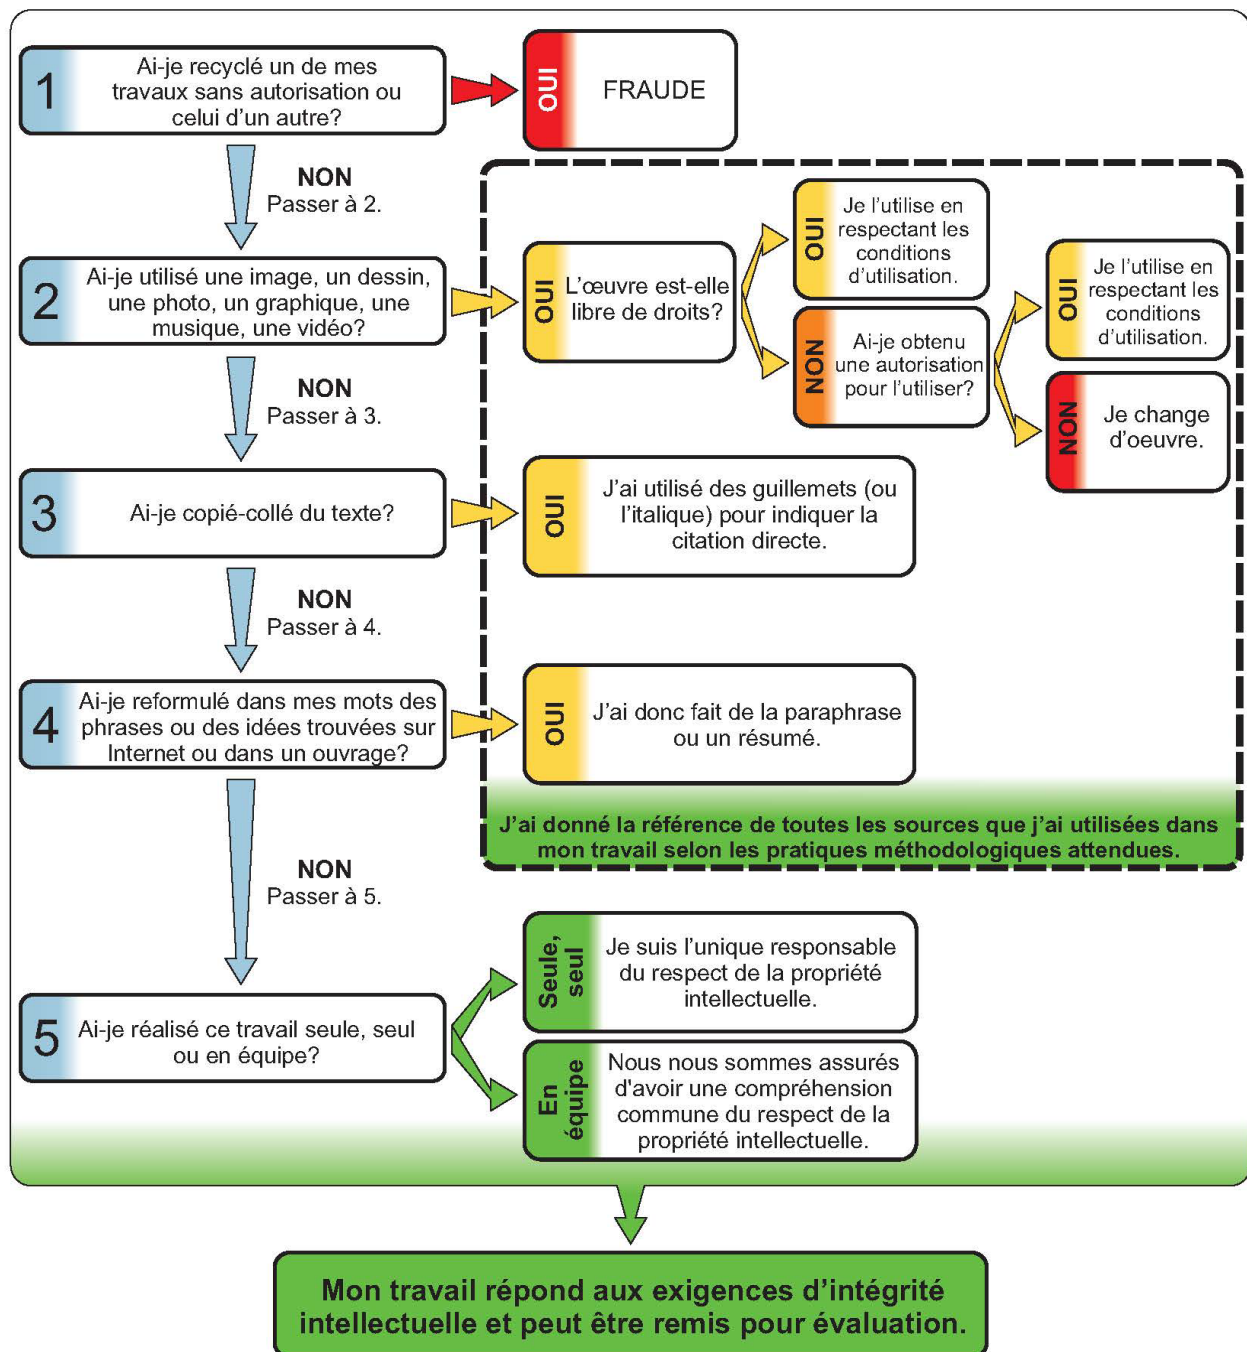 1
Ai-je recyclé un de mes
travaux sans autorisation ou
celui d'un autre?
OUI
FRAUDE
NON
Passer à 2.
2
Ai-je utilisé une image, un dessin,
une photo, un graphique, une
musique, une vidéo?
OUI
L'œuvre est-elle
libre de droits?
OUI
Je l'utilise en
respectant les
conditions
d'utilisation.
NON
Ai-je obtenu
une autorisation
pour l'utiliser?
OUI
Je l'utilise en
respectant les
conditions
d'utilisation.
NON
Je change
d'oeuvre.
NON
Passer à 3.
3
Ai-je copié-collé du texte?
OUI
J'ai utilisé des guillemets (ou
l'italique) pour indiquer la
citation directe.
NON
Passer à 4.
4
Ai-je reformulé dans mes mots des
phrases ou des idées trouvées sur
Internet ou dans un ouvrage?
OUI
J'ai donc fait de la paraphrase
ou un résumé.
J'ai donné la référence de toutes les sources que j'ai utilisées dans
mon travail selon les pratiques méthodologiques attendues.
NON
Passer à 5.
5
Ai-je réalisé ce travail seule, seul
ou en équipe?
Seule,
seul
Je suis l'unique responsable
du respect de la propriété
intellectuelle.
En
équipe
Nous nous sommes assurés
d'avoir une compréhension
commune du respect de la
propriété intellectuelle.
Mon travail répond aux exigences d'intégrité
intellectuelle et peut être remis pour évaluation.